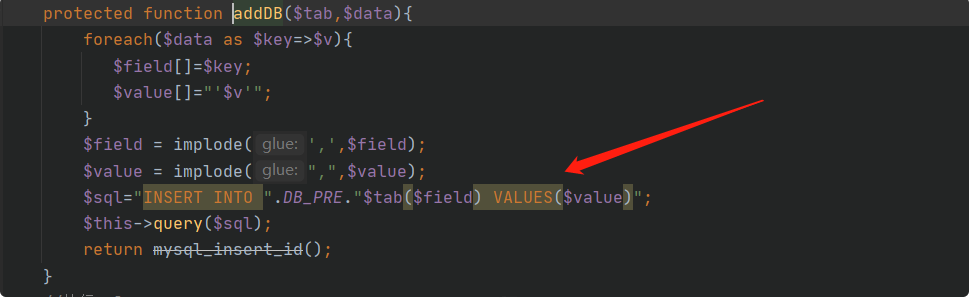 protected function addDB($tab,$data){
foreach($data as $key=>$v){
$field[]=$key;
$value[]="'$v'";
}
$field = implode( glue: ',',$field);
$value = implode( glue: ",",$value);
$sql="INSERT INTO ".DB_PRE."$tab($field) VALUES($value)";
$this->query($sql);
return mysql_insert_id();
}